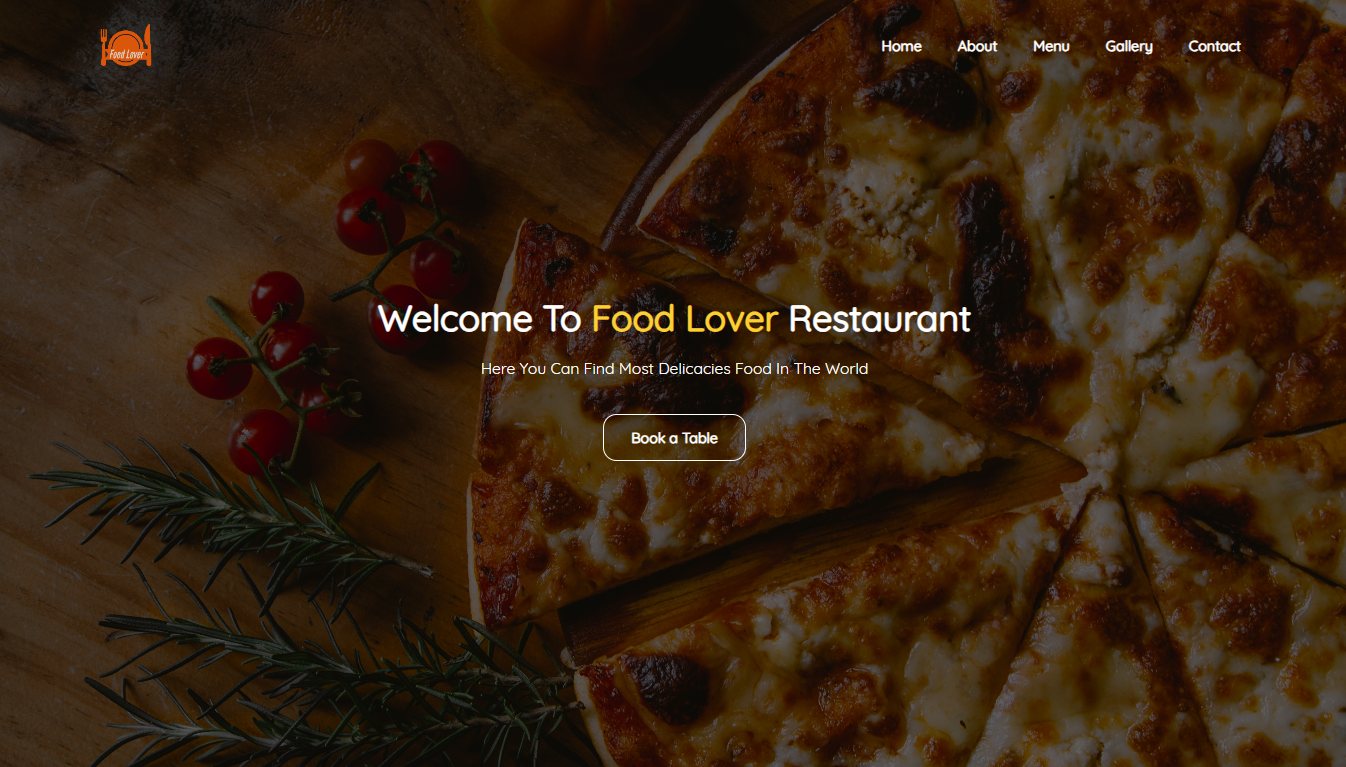 Food Lover
Home About Menu Gallery Contact
Welcome To Food Lover Restaurant
Here You Can Find Most Delicacies Food In The World
Book a Table